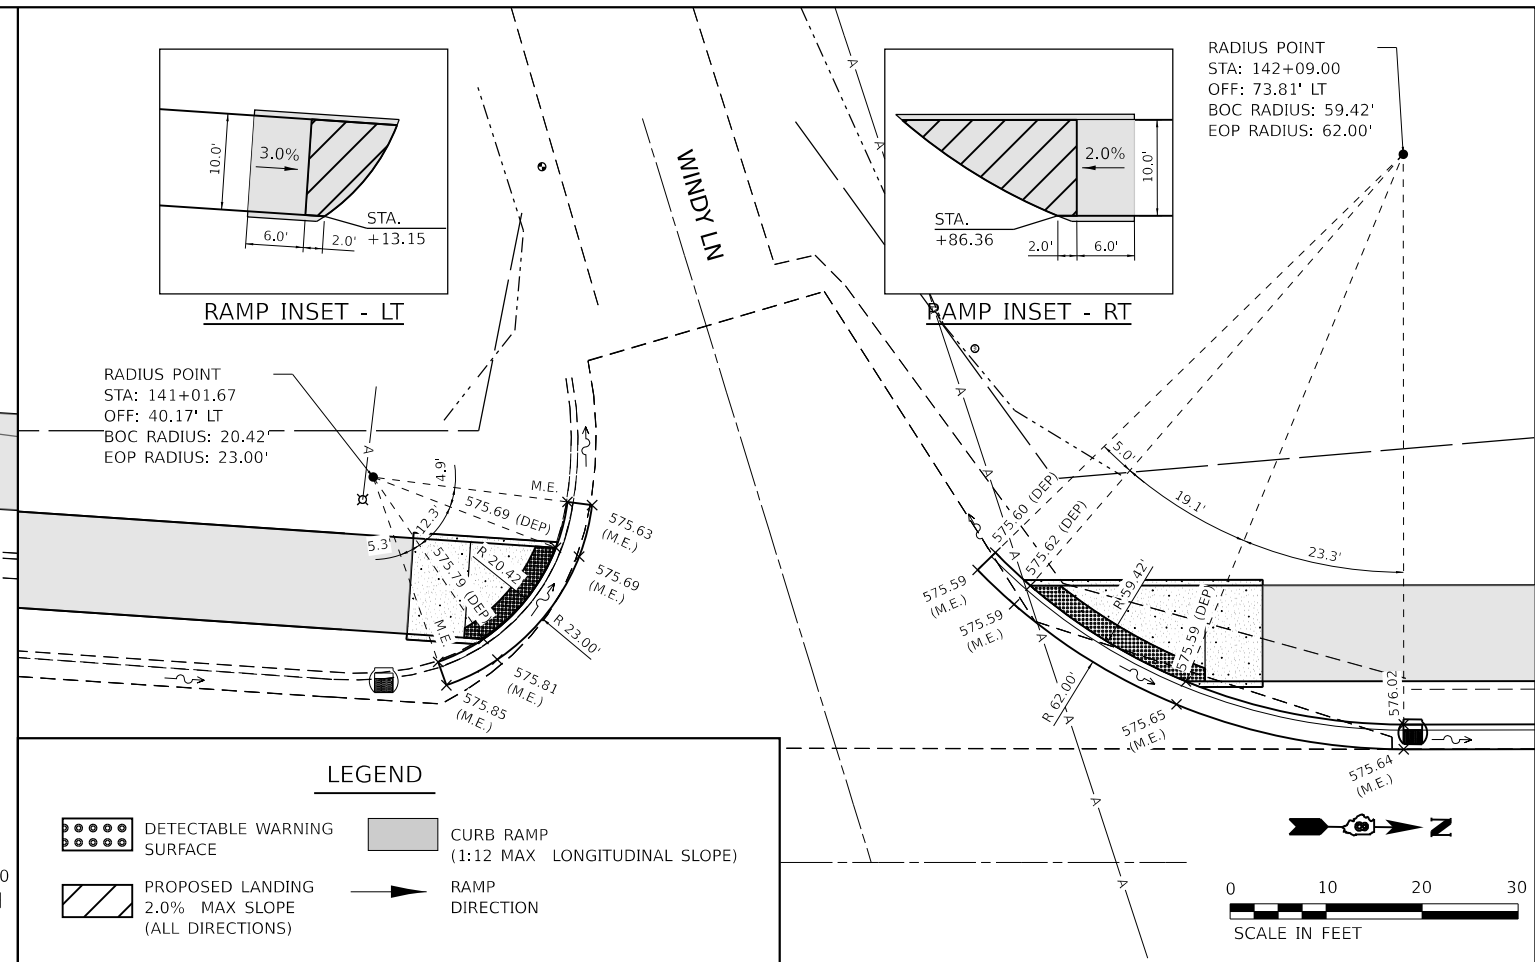 10.0'
3.0%
6.0'
2.0'
STA.
+13.15
RAMP INSET - LT
WINDY LN
2.0%
10.0'
STA.
+86.36
2.0'
6.0'
RAMP INSET - RT
RADIUS POINT
STA: 142+09.00
OFF: 73.81' LT
BOC RADIUS: 59.42'
EOP RADIUS: 62.00'
RADIUS POINT
STA: 141+01.67
OFF: 40.17' LT
BOC RADIUS: 20.42'
EOP RADIUS: 23.00'
A
4.9'
12.3'
5.3'
M.E.
575.69 (DEP)
575.79 (DEP)
M.E.
R 20.42'
R 23.00'
575.63
(M.E.)
575.69
(M.E.)
575.81
(M.E.)
575.85
(M.E.)
A
A
A
A
A
A
A
A
A
5.0'
19.1'
23.3'
575.60 (DEP)
575.62 (DEP)
575.59 (DEP)
R 59.42'
R 62.00'
575.59
(M.E.)
575.59
(M.E.)
575.65
(M.E.)
576.02
575.64
(M.E.)
0
LEGEND
DETECTABLE WARNING
SURFACE
CURB RAMP
(1:12 MAX LONGITUDINAL SLOPE)
PROPOSED LANDING
2.0% MAX SLOPE
(ALL DIRECTIONS)
RAMP
DIRECTION
N
0 10 20 30
SCALE IN FEET